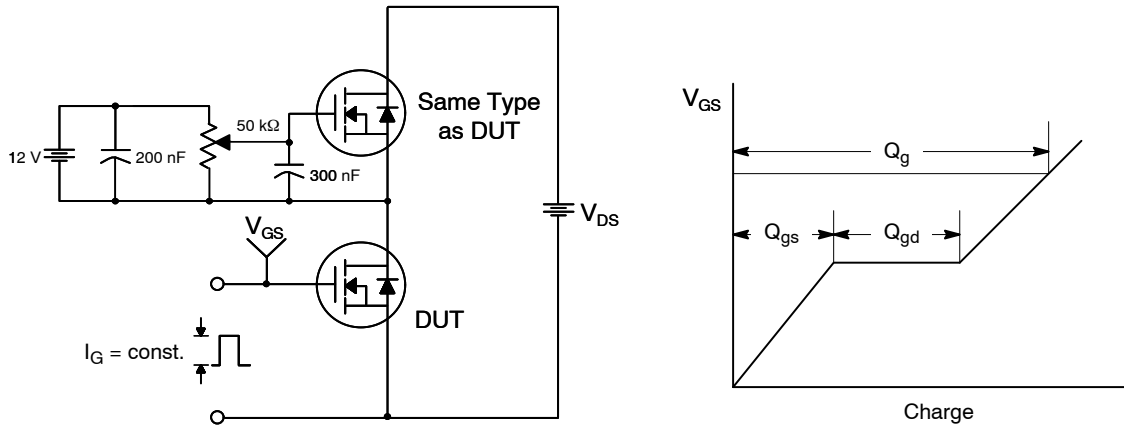 Same Type
as DUT
50 kΩ
12 V
200 nF
300 nF
V_DS
V_GS
DUT
I_G = const.
V_GS
Q_g
Q_gs
Q_gd
Charge